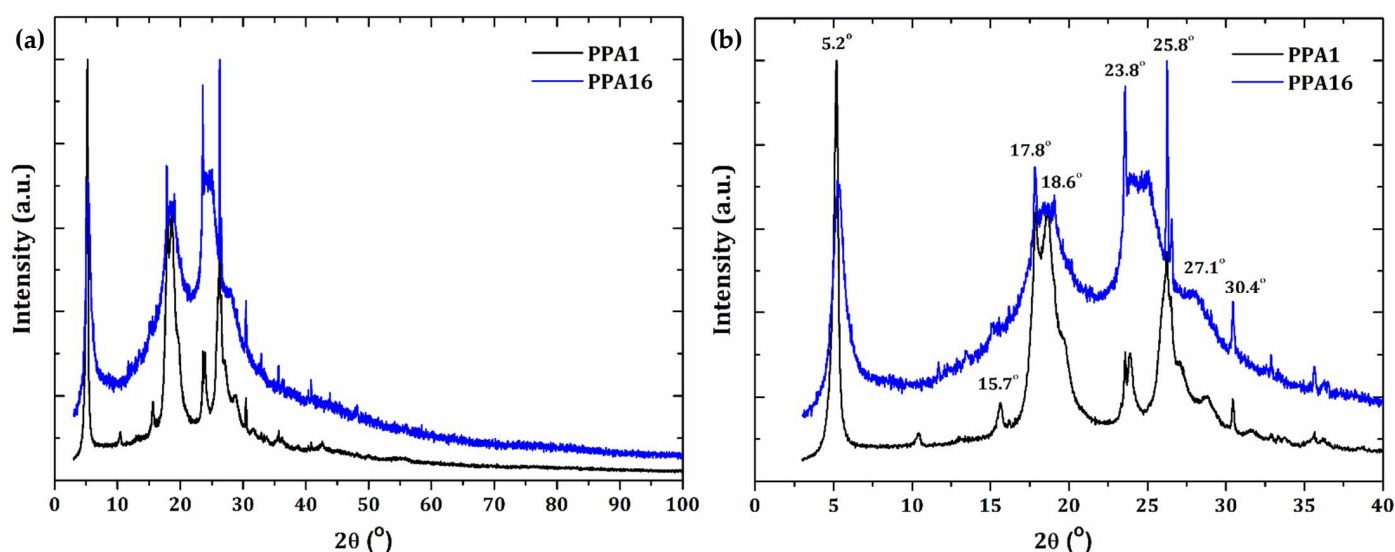 (a)
PPA1
PPA16
Intensity (a.u.)
0 10 20 30 40 50 60 70 80 90 100
2θ (°)
(b)
5.2°
25.8°
PPA1
PPA16
23.8°
17.8°
18.6°
27.1°
30.4°
15.7°
Intensity (a.u.)
0 5 10 15 20 25 30 35 40
2θ (°)